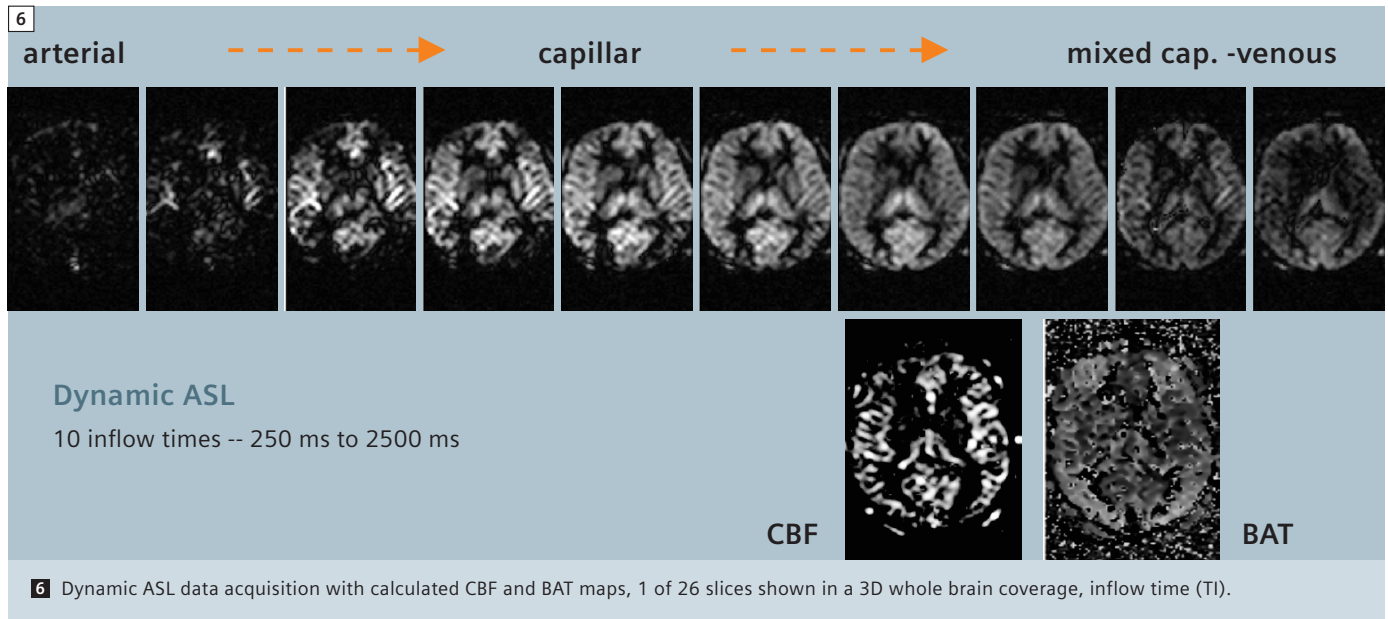 6
arterial capillar mixed cap. -venous
Dynamic ASL
10 inflow times -- 250 ms to 2500 ms
CBF BAT
6 Dynamic ASL data acquisition with calculated CBF and BAT maps, 1 of 26 slices shown in a 3D whole brain coverage, inflow time (TI).